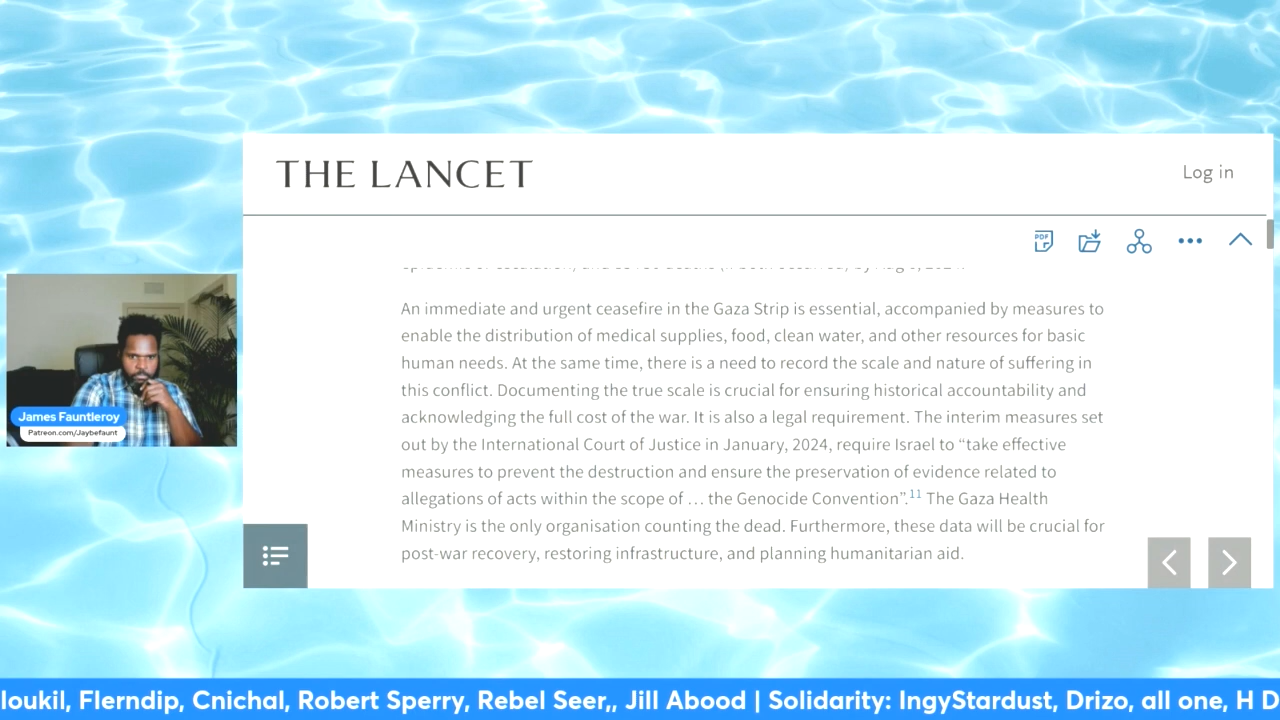 THE LANCET
Log in
PDF
An immediate and urgent ceasefire in the Gaza Strip is essential, accompanied by measures to
enable the distribution of medical supplies, food, clean water, and other resources for basic
human needs. At the same time, there is a need to record the scale and nature of suffering in
this conflict. Documenting the true scale is crucial for ensuring historical accountability and
acknowledging the full cost of the war. It is also a legal requirement. The interim measures set
out by the International Court of Justice in January, 2024, require Israel to “take effective
measures to prevent the destruction and ensure the preservation of evidence related to
allegations of acts within the scope of … the Genocide Convention”.11 The Gaza Health
Ministry is the only organisation counting the dead. Furthermore, these data will be crucial for
post-war recovery, restoring infrastructure, and planning humanitarian aid.
James Fauntleroy
Patreon.com/Jaybefaunt
loukil, Flerndip, Cnichal, Robert Sperry, Rebel Seer,, Jill Abood | Solidarity: IngyStardust, Drizo, all one, H D